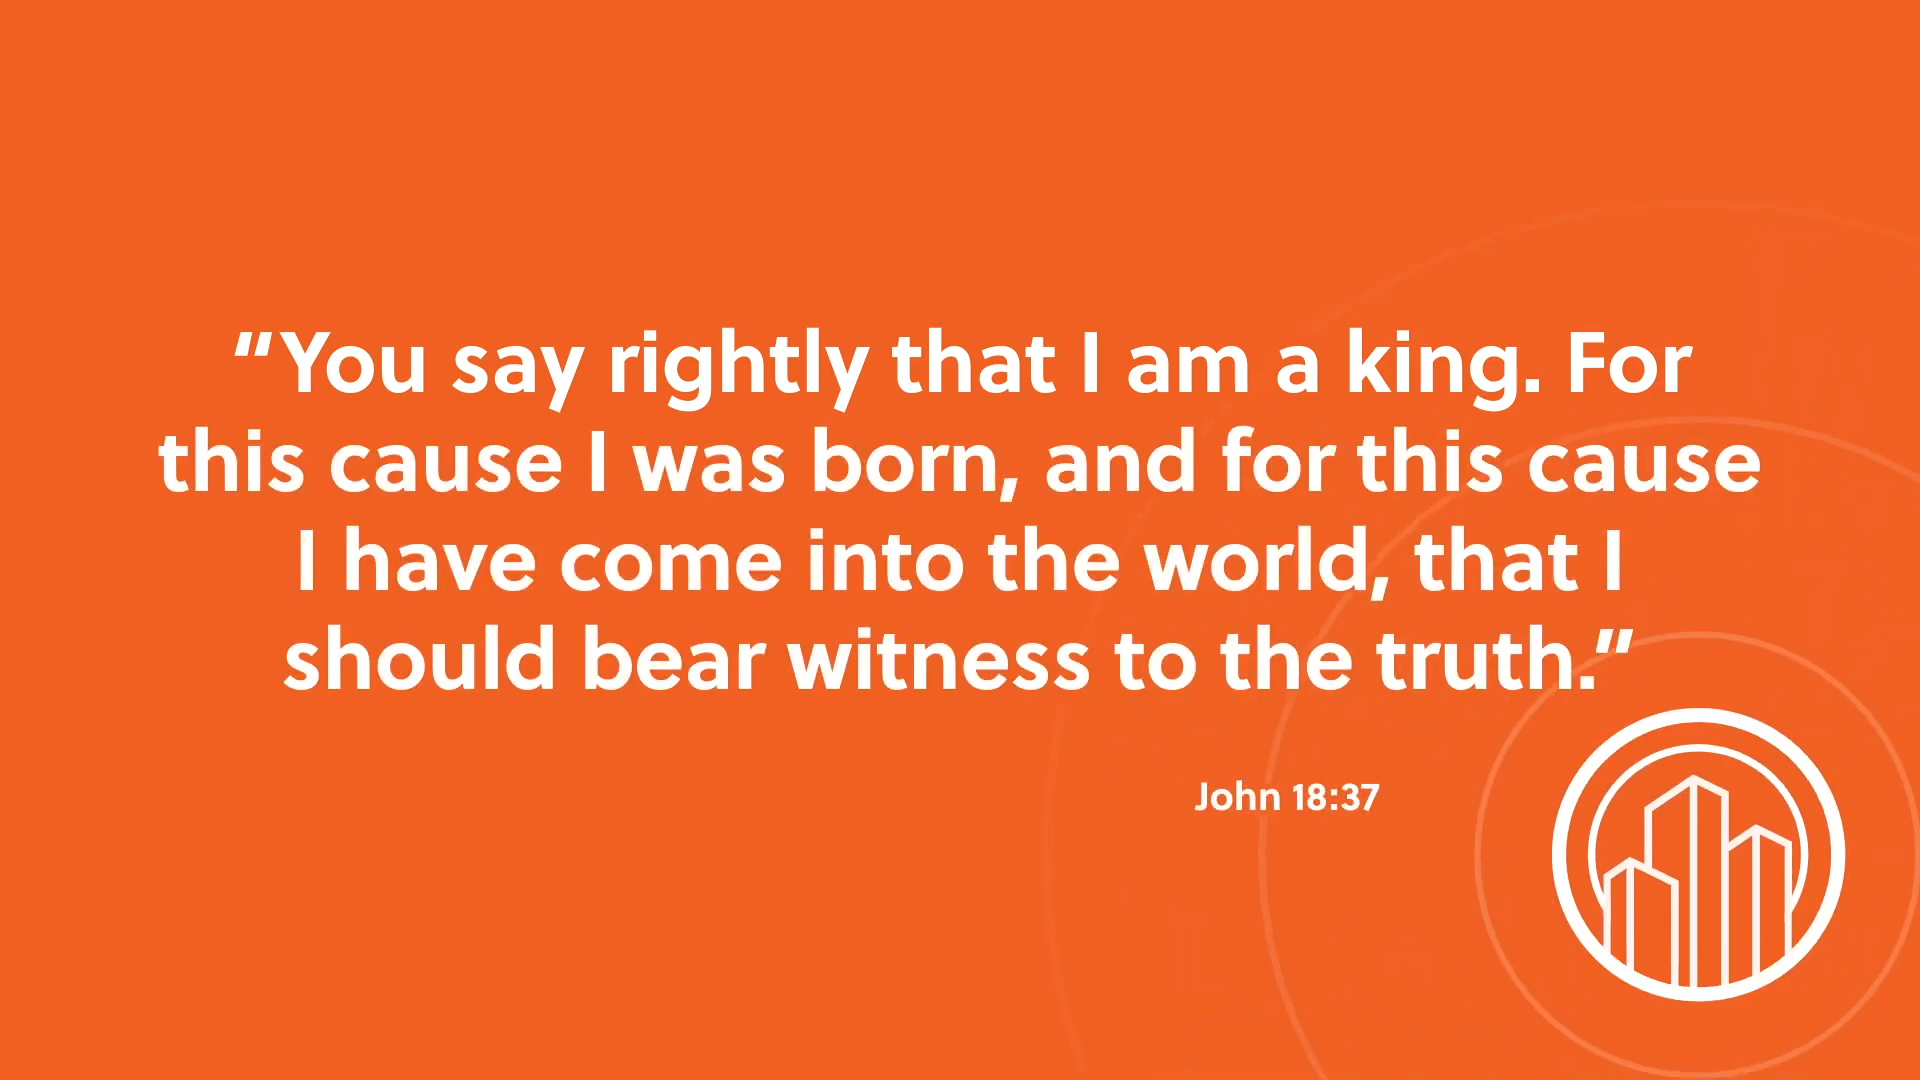 "You say rightly that I am a king. For
this cause I was born, and for this cause
I have come into the world, that I
should bear witness to the truth."
John 18:37